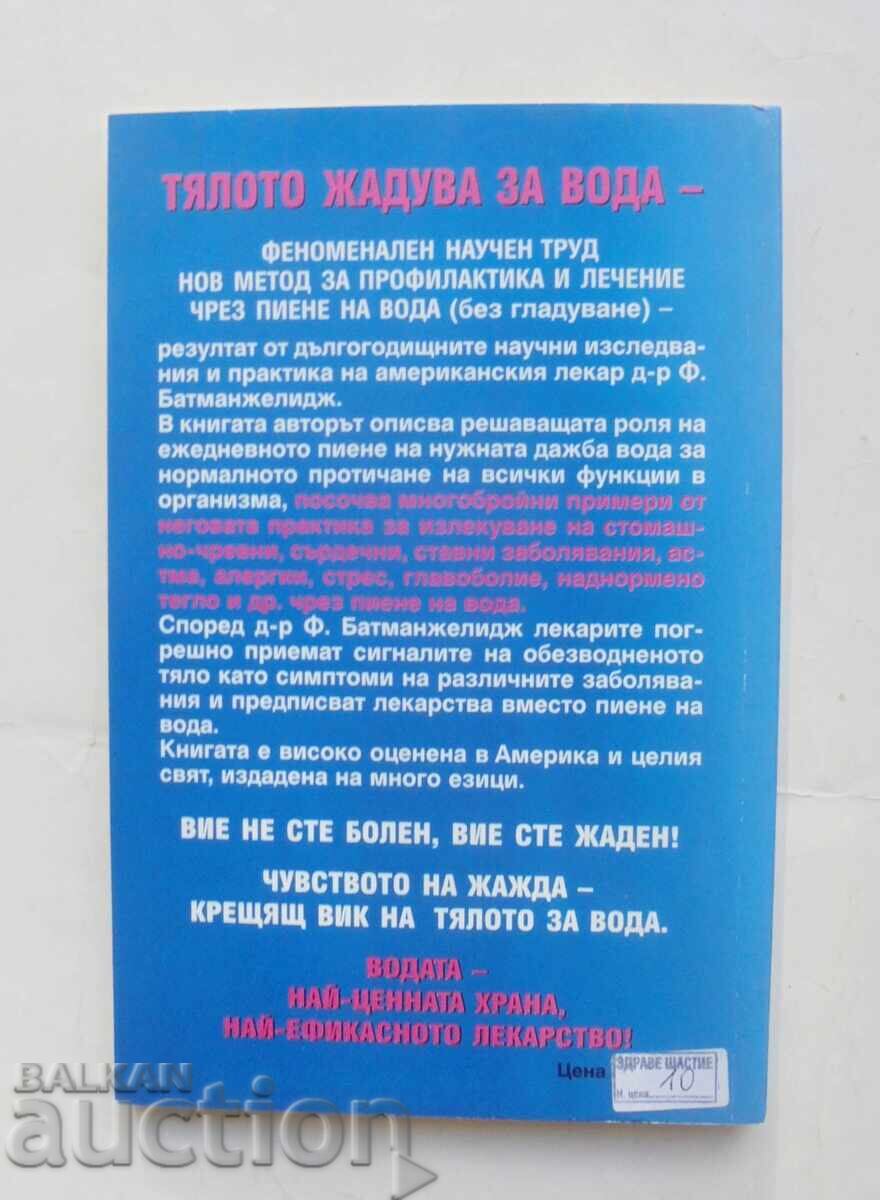 ТЯЛОТО ЖАДУВА ЗА ВОДА –
ФЕНОМЕНАЛЕН НАУЧЕН ТРУД
НОВ МЕТОД ЗА ПРОФИЛАКТИКА И ЛЕЧЕНИЕ
ЧРЕЗ ПИЕНЕ НА ВОДА (без гладуване) –
резултат от дългогодищните научни изследва-
ния и практика на американския лекар д-р Ф.
Батманжелидж.
В книгата авторът описва решаващата роля на
ежедневното пиене на нужната дажба вода за
нормалното протичане на всички функции в
организма, посочва многобройни примери от
неговата практика за излекуване на стомаш-
но-чревни, сърдечни, ставни заболявания, ас-
тма, алергии, стрес, главоболие, наднормено
тегло и др. чрез пиене на вода.
Според д-р Ф. Батманжелидж лекарите пог-
решно приемат сигналите на обезводненото
тяло като симптоми на различните заболява-
ния и предписват лекарства вместо пиене на
вода.
Книгата е високо оценена в Америка и целия
свят, издадена на много езици.
ВИЕ НЕ СТЕ БОЛЕН, ВИЕ СТЕ ЖАДЕН!
ЧУВСТВОТО НА ЖАЖДА –
КРЕЩЯЩ ВИК НА ТЯЛОТО ЗА ВОДА.
ВОДАТА –
НАЙ-ЦЕННАТА ХРАНА,
НАЙ-ЕФИКАСНОТО ЛЕКАРСТВО!
Цена
ЗДРАВЕ ЩАСТИЕ
цена 10
BALKAN
auction